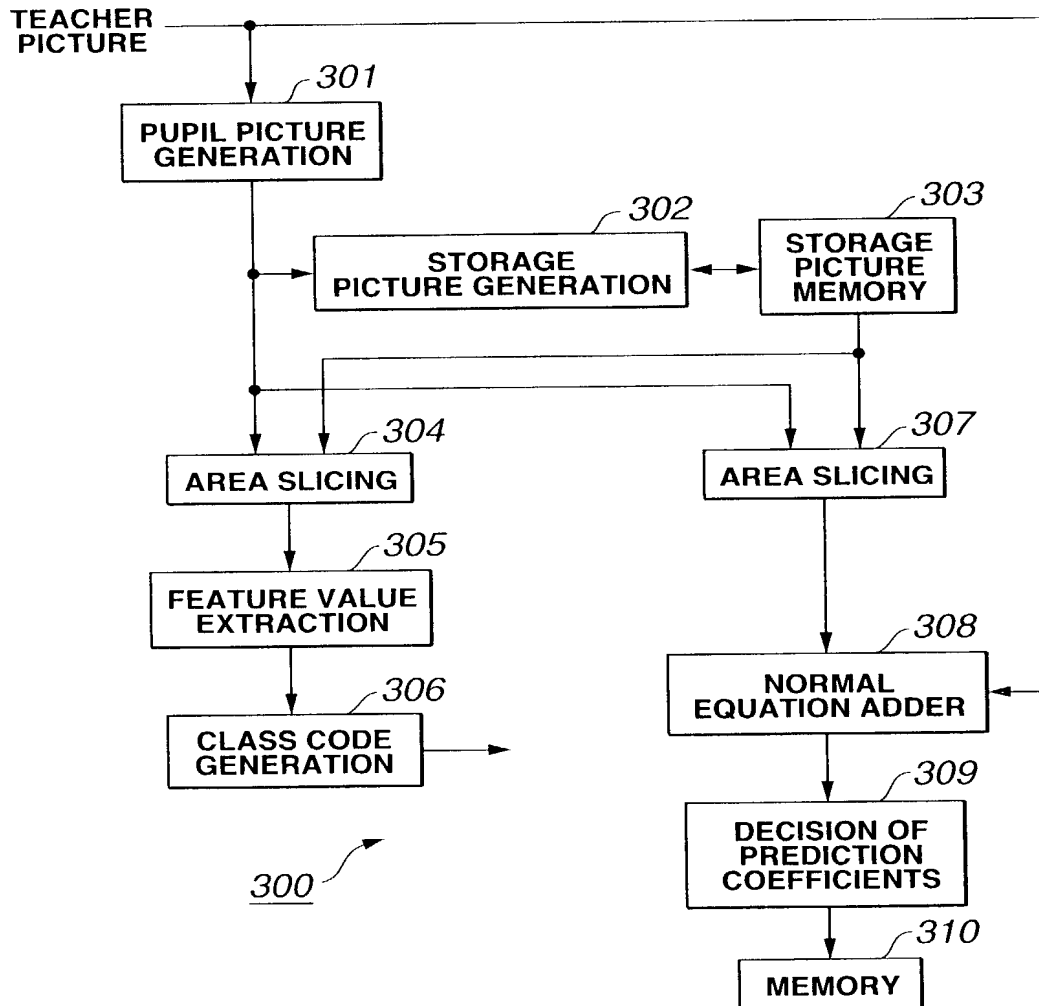 TEACHER
PICTURE
301
PUPIL PICTURE
GENERATION
302
STORAGE
PICTURE GENERATION
303
STORAGE
PICTURE
MEMORY
304
AREA SLICING
307
AREA SLICING
305
FEATURE VALUE
EXTRACTION
308
NORMAL
EQUATION ADDER
306
CLASS CODE
GENERATION
309
DECISION OF
PREDICTION
COEFFICIENTS
300
310
MEMORY